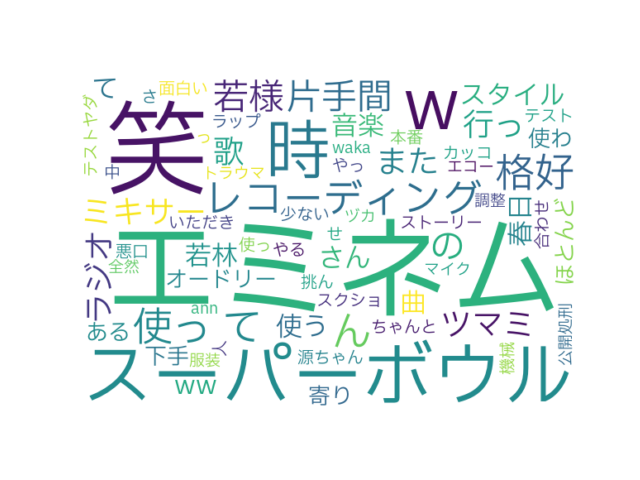 面白い
て
さ
若様
片手間
w
スタイル
テストヤダ
笑
ラップ
音楽
行っ
テスト
っ
歌
時
waka
本番
使わ
中
トラウマ
やっ
また
カッコ
エコー
格好
ミキサー
レコーディング
調整
いただき
少ない
ヅカ
ストーリー
春日
合わせ
どんとぽい
ラジオ
エミネム
の
悪口
若林
使っ
やる
せ
さん
マイク
全然
オードリー
挑ん
スクショ
曲
ある
使っ
て
ann
使う
ん
ちゃんと
ツマミ
機械
公開処刑
下手
服装
人
源ちゃん
スーパーボウル
ww
寄り